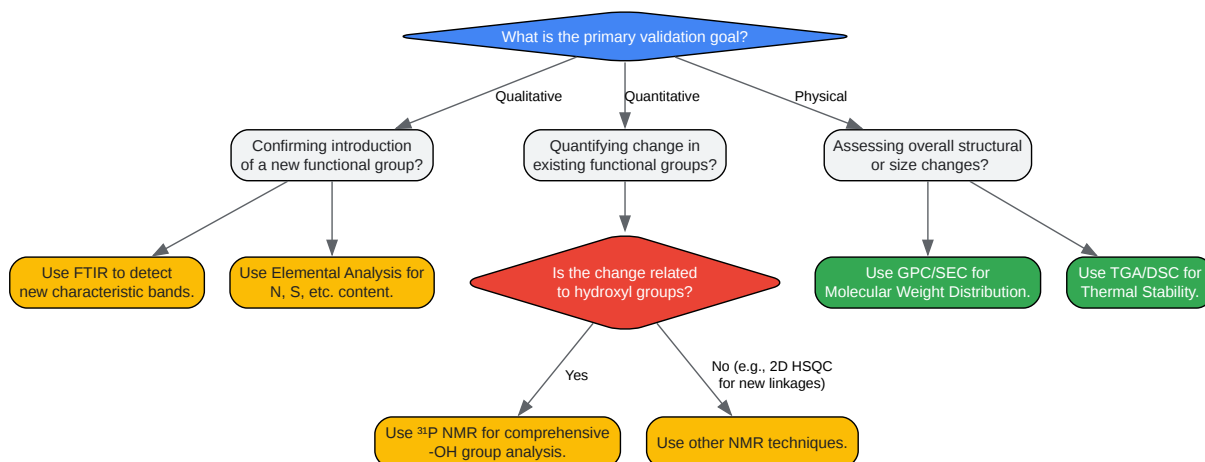 What is the primary validation goal?
Qualitative
Quantitative
Physical
Confirming introduction
of a new functional group?
Quantifying change in
existing functional groups?
Assessing overall structural
or size changes?
Use FTIR to detect
new characteristic bands.
Use Elemental Analysis for
N, S, etc. content.
Is the change related
to hydroxyl groups?
Use GPC/SEC for
Molecular Weight Distribution.
Use TGA/DSC for
Thermal Stability.
Yes
No (e.g., 2D HSQC
for new linkages)
Use ³¹P NMR for comprehensive
-OH group analysis.
Use other NMR techniques.